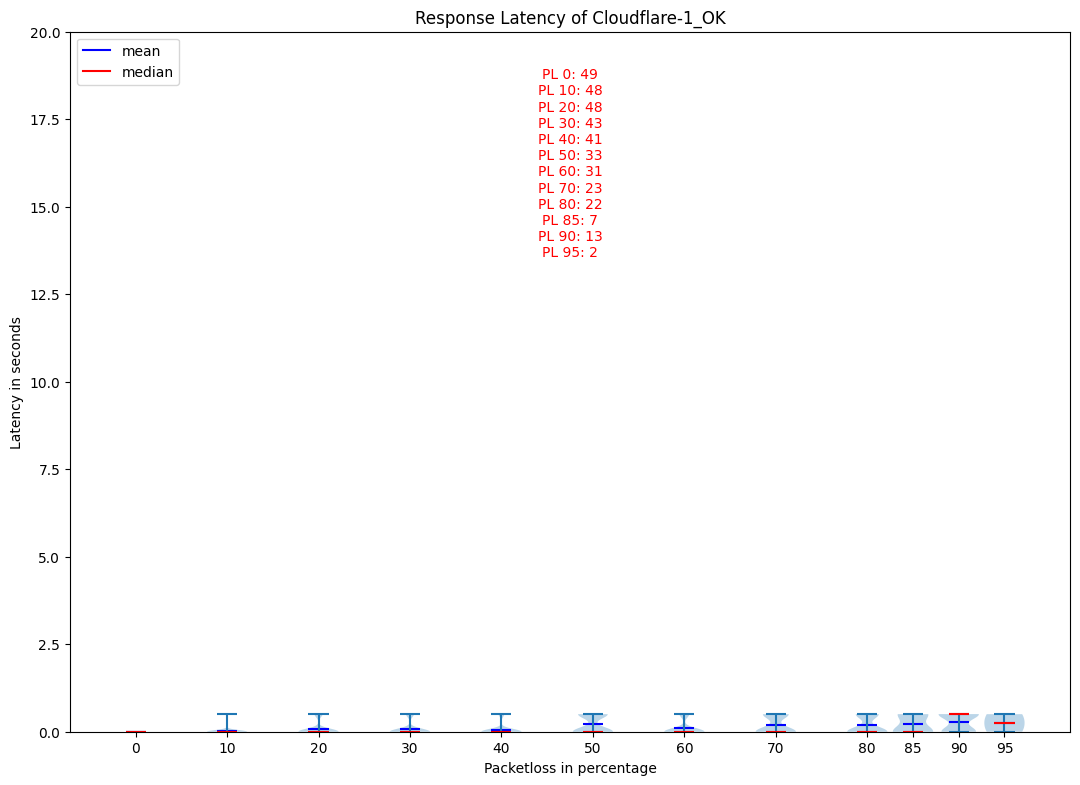 Response Latency of Cloudflare-1_OK
mean
median
PL 0: 49
PL 10: 48
PL 20: 48
PL 30: 43
PL 40: 41
PL 50: 33
PL 60: 31
PL 70: 23
PL 80: 22
PL 85: 7
PL 90: 13
PL 95: 2
20.0
17.5
15.0
12.5
10.0
7.5
5.0
2.5
0.0
Latency in seconds
0 10 20 30 40 50 60 70 80 85 90 95
Packetloss in percentage